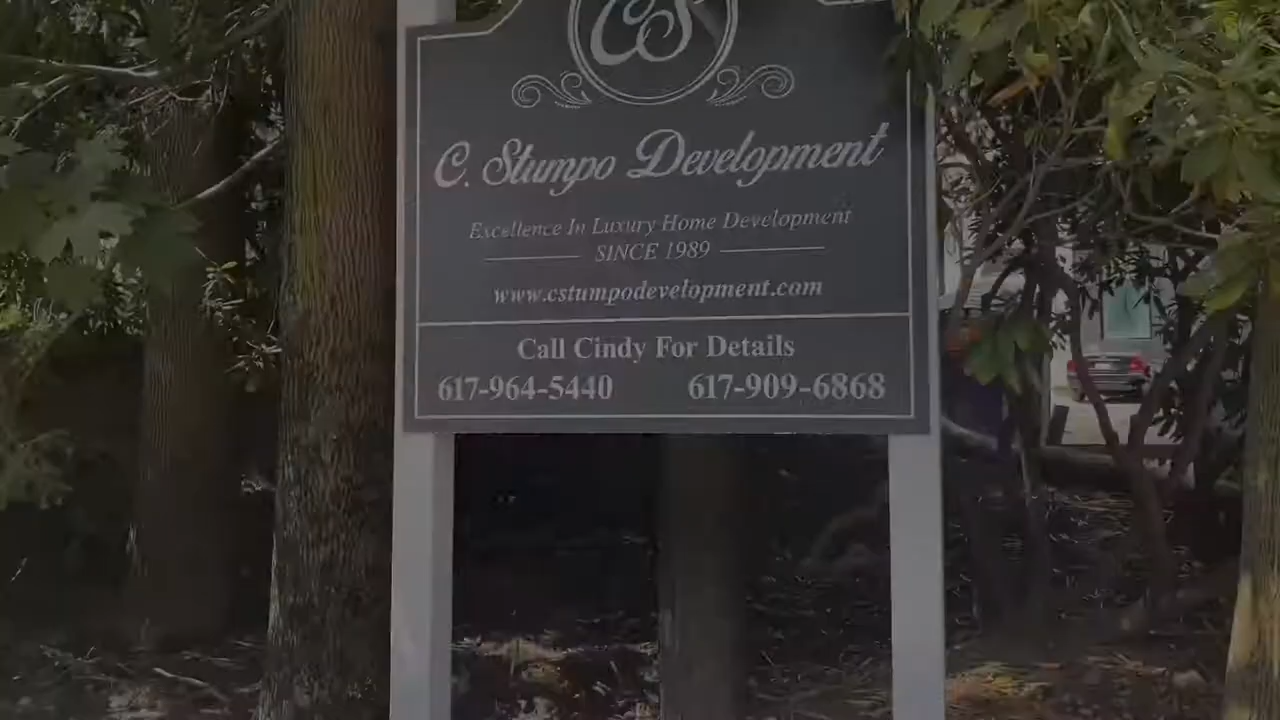 CS
C. Stumpo Development
Excellence In Luxury Home Development
SINCE 1989
www.cstumpodevelopment.com
Call Cindy For Details
617-964-5440 617-909-6868